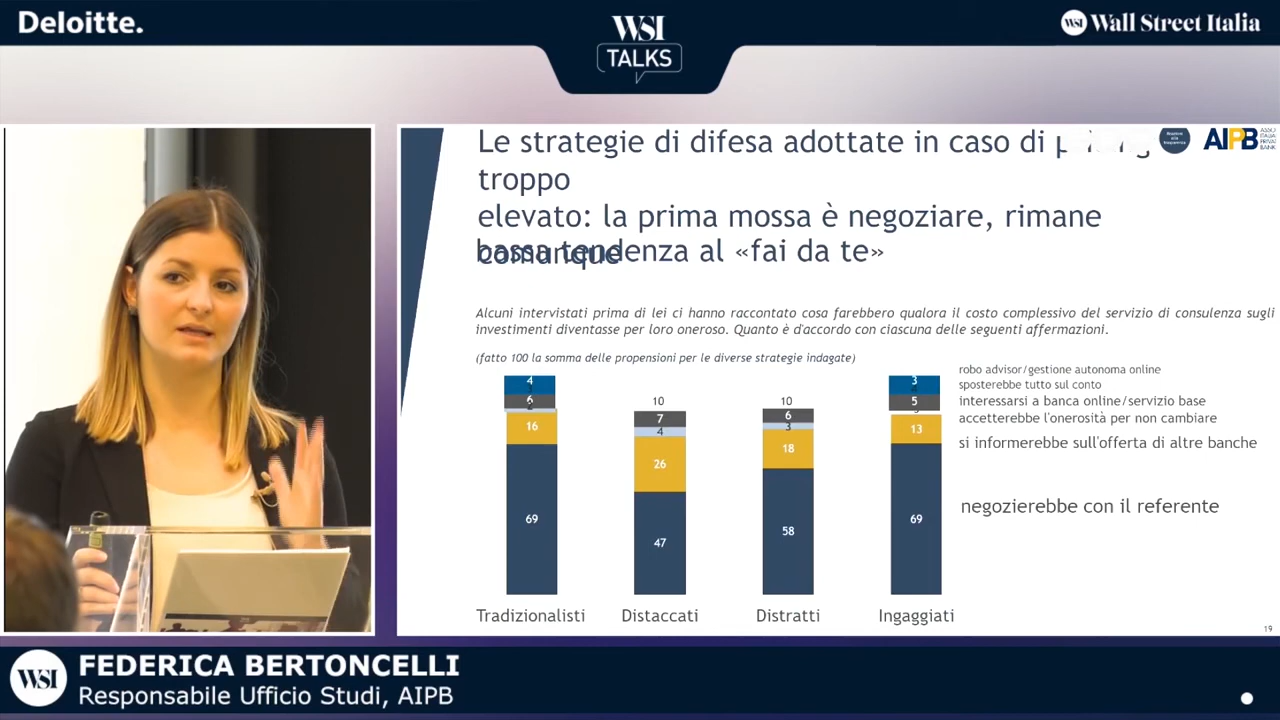 Deloitte.
WSI
TALKS
WSI Wall Street Italia
Le strategie di difesa adottate in caso di
troppo
elevato: la prima mossa è negoziare, rimane
comunque
bassa tendenza al «fai da te»
AIPB
Alcuni intervistati prima di lei ci hanno raccontato cosa farebbero qualora il costo complessivo del servizio di consulenza sugli
investimenti diventasse per loro oneroso. Quanto è d'accordo con ciascuna delle seguenti affermazioni.
(fatto 100 la somma delle propensioni per le diverse strategie indagate)
4
6
16
69
10
7
4
26
47
10
6
3
18
58
3
5
13
69
robo advisor/gestione autonoma online
sposterebbe tutto sul conto
interessarsi a banca online/servizio base
accetterebbe l'onerosità per non cambiare
si informerebbe sull'offerta di altre banche
negozierebbe con il referente
Tradizionalisti Distaccati Distratti Ingaggiati
19
WSI
FEDERICA BERTONCELLI
Responsabile Ufficio Studi, AIPB